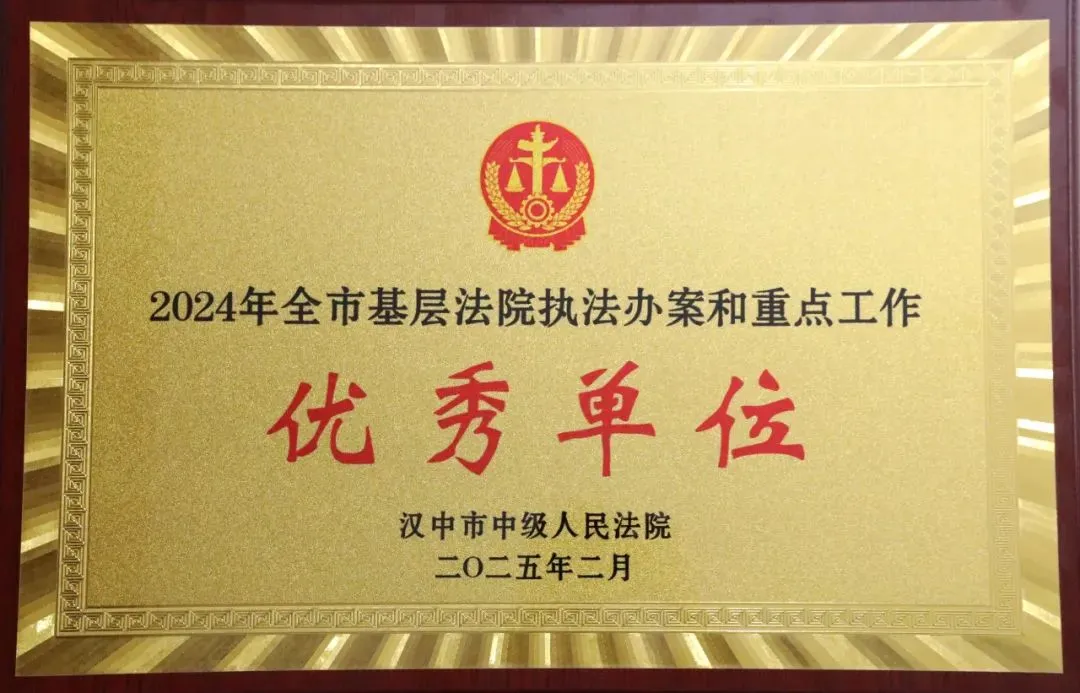 2024年全市基层法院执法办案和重点工作
优秀单位
汉中市中级人民法院
二〇二五年二月